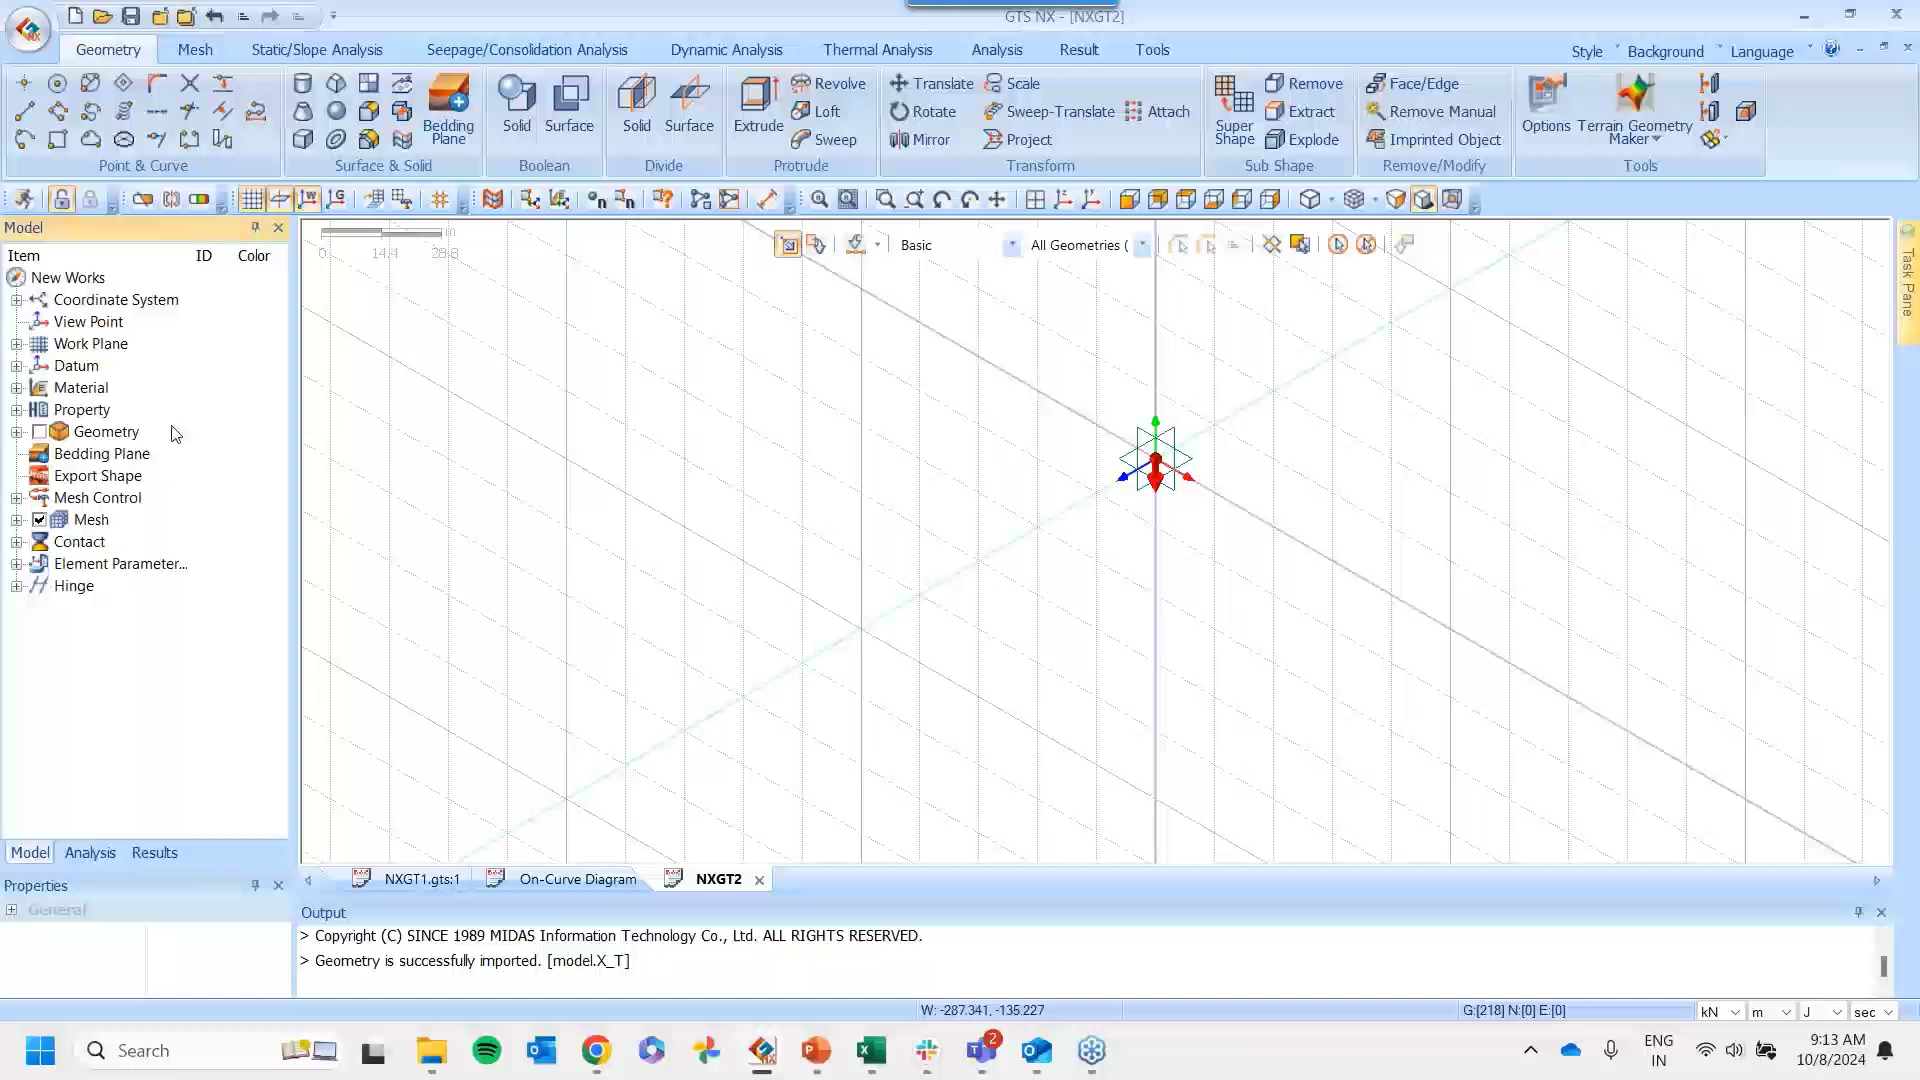 GTS NX - [NXGT2]
Geometry Mesh Static/Slope Analysis Seepage/Consolidation Analysis Dynamic Analysis Thermal Analysis Analysis Result Tools Style Background Language
Bedding Plane
Solid Surface
Solid Surface
Extrude Revolve Loft Sweep
Translate Scale
Rotate Sweep-Translate Attach
Mirror Project
Super Shape Remove Extract Explode
Face/Edge
Remove Manual
Imprinted Object
Options Terrain Geometry Maker
Point & Curve Surface & Solid Boolean Divide Protrude Transform Sub Shape Remove/Modify Tools
Model
Item ID Color
New Works
Coordinate System
View Point
Work Plane
Datum
Material
Property
Geometry
Bedding Plane
Export Shape
Mesh Control
Mesh
Contact
Element Parameter...
Hinge
Model Analysis Results
Properties
General
m
0 14.4 28.8
Basic All Geometries (
Task Pane
NXGT1.gts:1 On-Curve Diagram NXGT2
Output
> Copyright (C) SINCE 1989 MIDAS Information Technology Co., Ltd. ALL RIGHTS RESERVED.
> Geometry is successfully imported. [model.X_T]
W: -287.341, -135.227 G:[218] N:[0] E:[0] kN m J sec
Search
2
ENG
IN
9:13 AM
10/8/2024